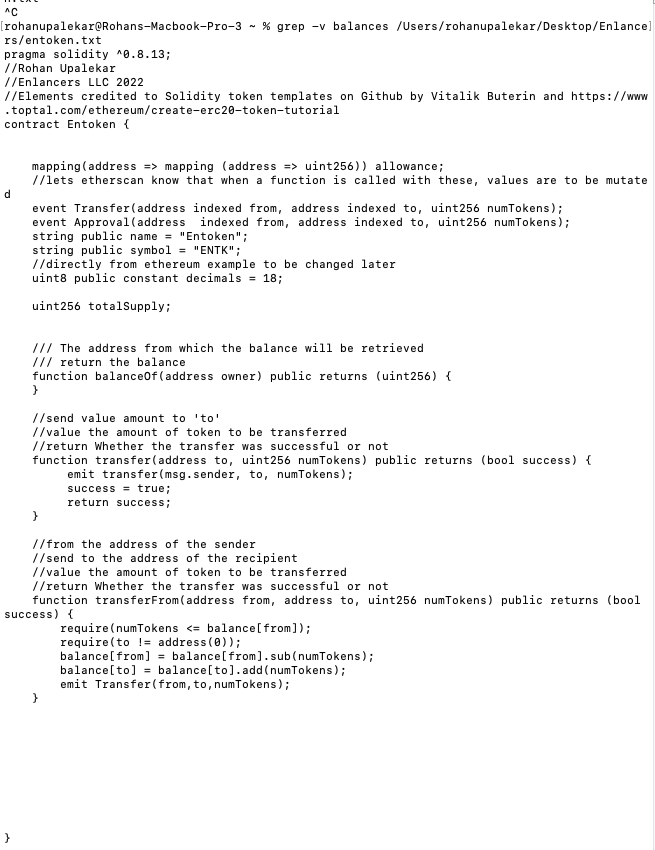 ^C
[rohanupalekar@Rohans-Macbook-Pro-3 ~ % grep -v balances /Users/rohanupalekar/Desktop/Enlance]
rs/entoken.txt
pragma solidity ^0.8.13;
//Rohan Upalekar
//Enlancers LLC 2022
//Elements credited to Solidity token templates on Github by Vitalik Buterin and https://www
.toptal.com/ethereum/create-erc20-token-tutorial
contract Entoken {
mapping(address => mapping (address => uint256)) allowance;
//lets etherscan know that when a function is called with these, values are to be mutate
d
event Transfer(address indexed from, address indexed to, uint256 numTokens);
event Approval(address  indexed from, address indexed to, uint256 numTokens);
string public name = "Entoken";
string public symbol = "ENTK";
//directly from ethereum example to be changed later
uint8 public constant decimals = 18;
uint256 totalSupply;
/// The address from which the balance will be retrieved
/// return the balance
function balanceOf(address owner) public returns (uint256) {
}
//send value amount to 'to'
//value the amount of token to be transferred
//return Whether the transfer was successful or not
function transfer(address to, uint256 numTokens) public returns (bool success) {
emit transfer(msg.sender, to, numTokens);
success = true;
return success;
}
//from the address of the sender
//send to the address of the recipient
//value the amount of token to be transferred
//return Whether the transfer was successful or not
function transferFrom(address from, address to, uint256 numTokens) public returns (bool
success) {
require(numTokens <= balance[from]);
require(to != address(0));
balance[from] = balance[from].sub(numTokens);
balance[to] = balance[to].add(numTokens);
emit Transfer(from,to,numTokens);
}
}